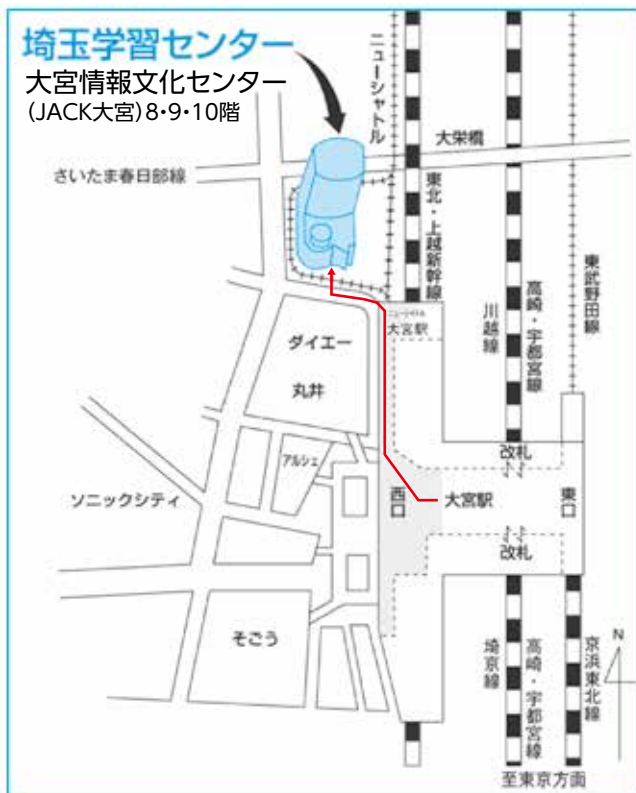 埼玉学習センター
大宮情報文化センター
(JACK大宮)8・9・10階
ニューシャトル
大栄橋
さいたま春日部線
東北・上越新幹線
川越線
高崎・宇都宮線
東武野田線
ニューシャトル
大宮駅
ダイエー
丸井
アルシェ
改札
ソニックシティ
西口
大宮駅
東口
改札
そごう
埼京線
高崎・宇都宮線
京浜東北線
N
至東京方面